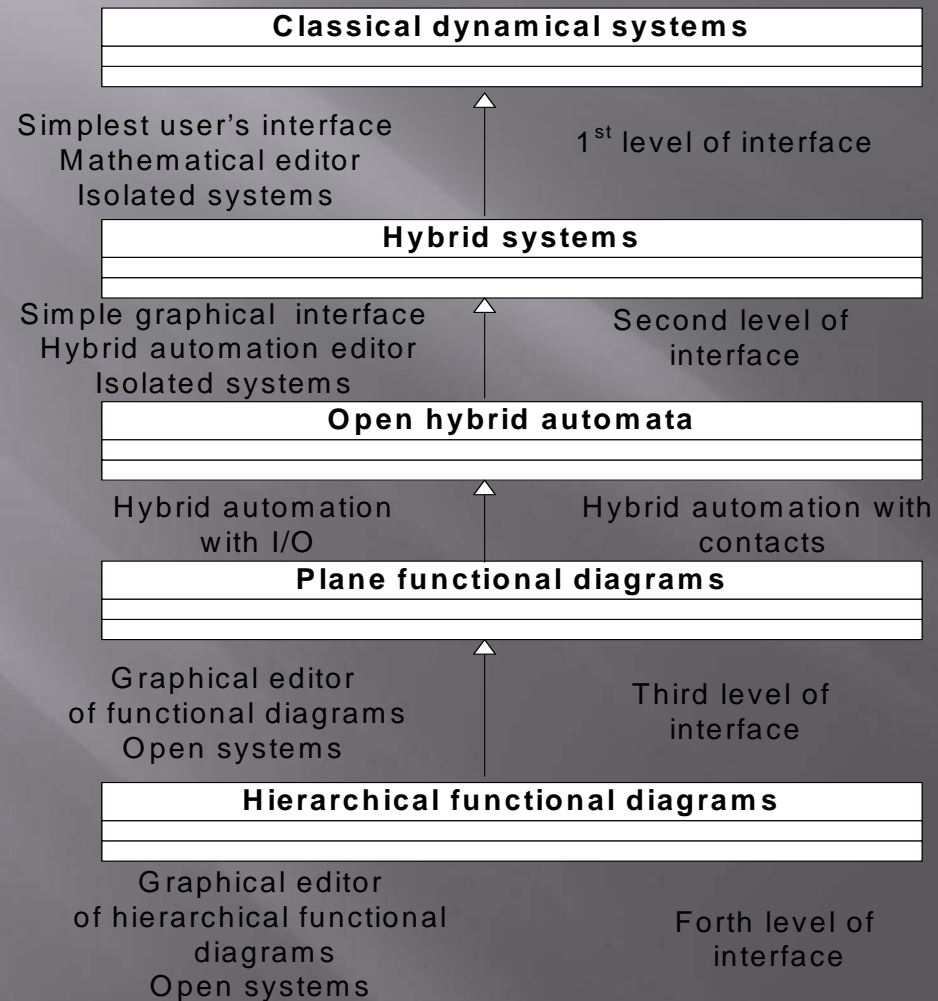 Classical dynamical systems
Simplest user's interface
Mathematical editor
Isolated systems
1st level of interface
Hybrid systems
Simple graphical interface
Hybrid automation editor
Isolated systems
Second level of
interface
Open hybrid automata
Hybrid automation
with I/O
Hybrid automation with
contacts
Plane functional diagrams
Graphical editor
of functional diagrams
Open systems
Third level of
interface
Hierarchical functional diagrams
Graphical editor
of hierarchical functional
diagrams
Open systems
Forth level of
interface